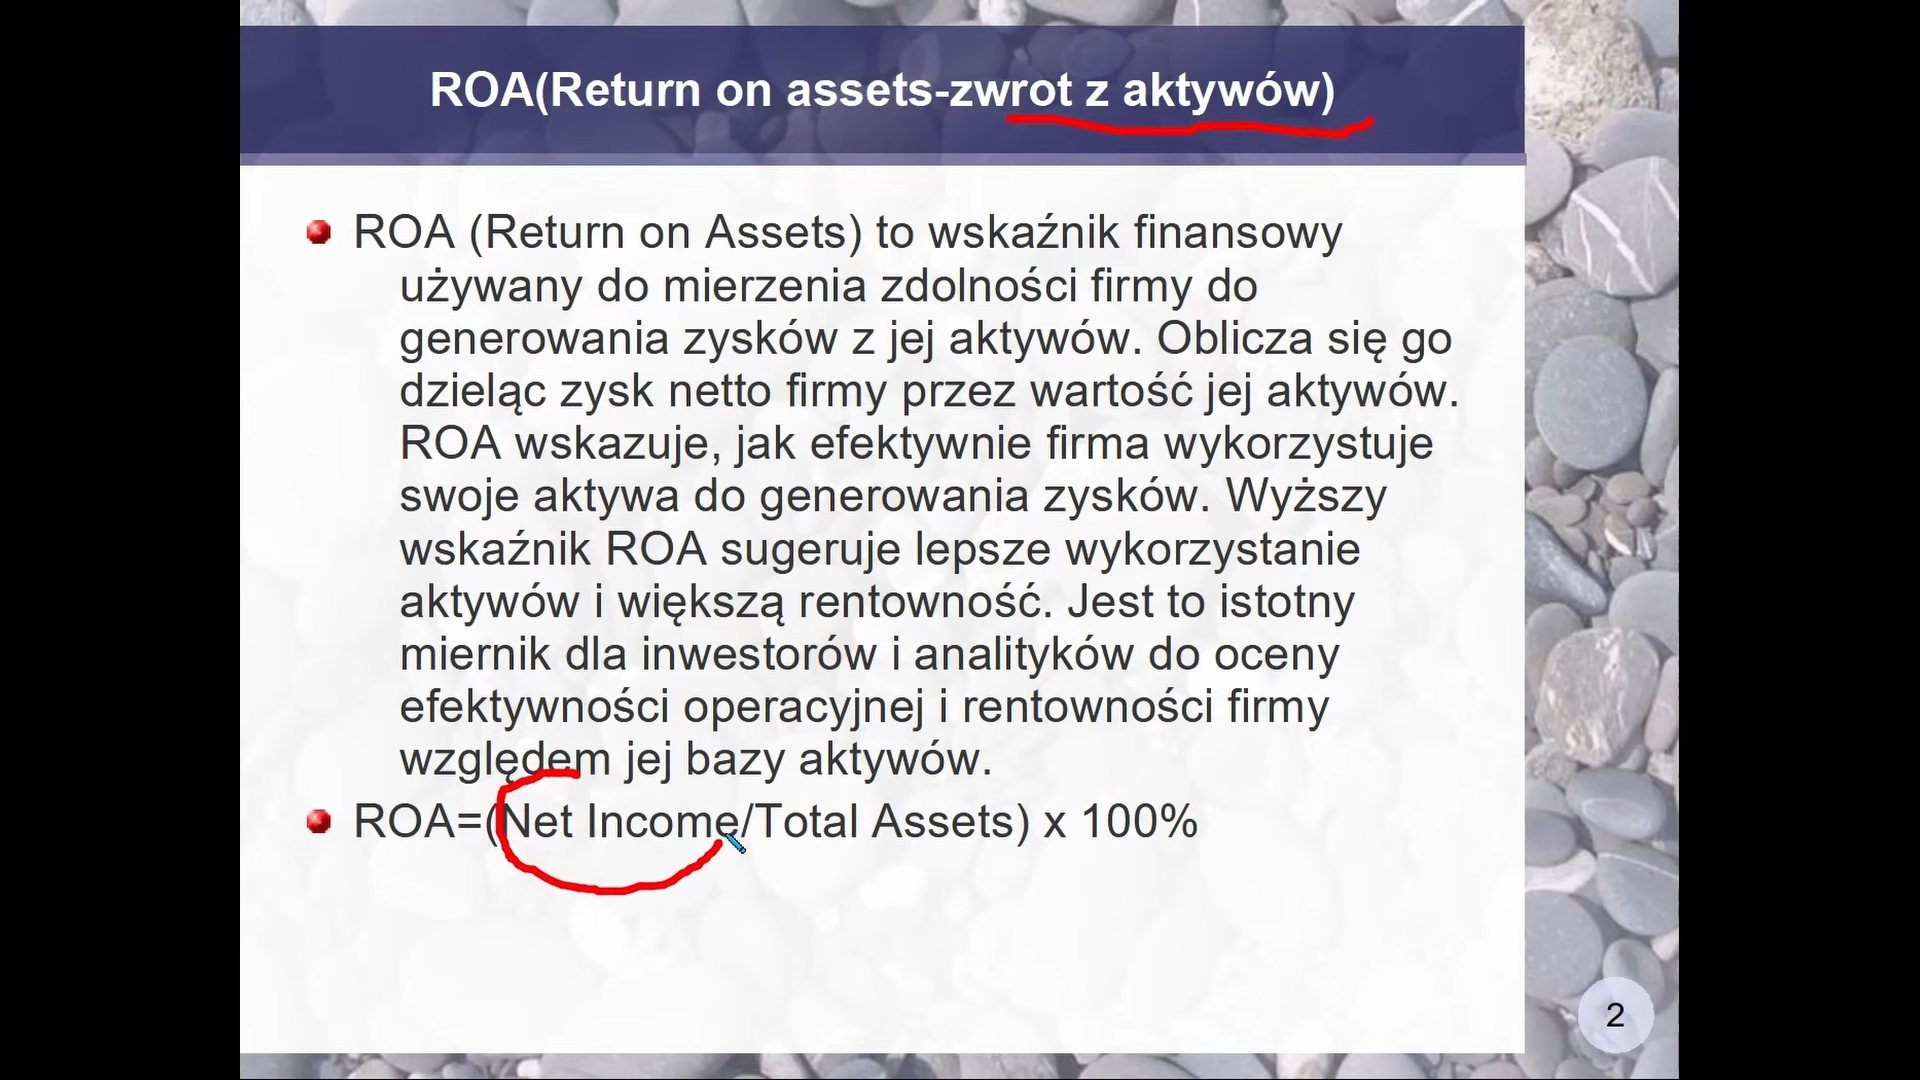 ROA(Return on assets-zwrot z aktywów)
ROA (Return on Assets) to wskaźnik finansowy
używany do mierzenia zdolności firmy do
generowania zysków z jej aktywów. Oblicza się go
dzieląc zysk netto firmy przez wartość jej aktywów.
ROA wskazuje, jak efektywnie firma wykorzystuje
swoje aktywa do generowania zysków. Wyższy
wskaźnik ROA sugeruje lepsze wykorzystanie
aktywów i większą rentowność. Jest to istotny
miernik dla inwestorów i analityków do oceny
efektywności operacyjnej i rentowności firmy
względem jej bazy aktywów.
ROA=(Net Income/Total Assets) x 100%
2